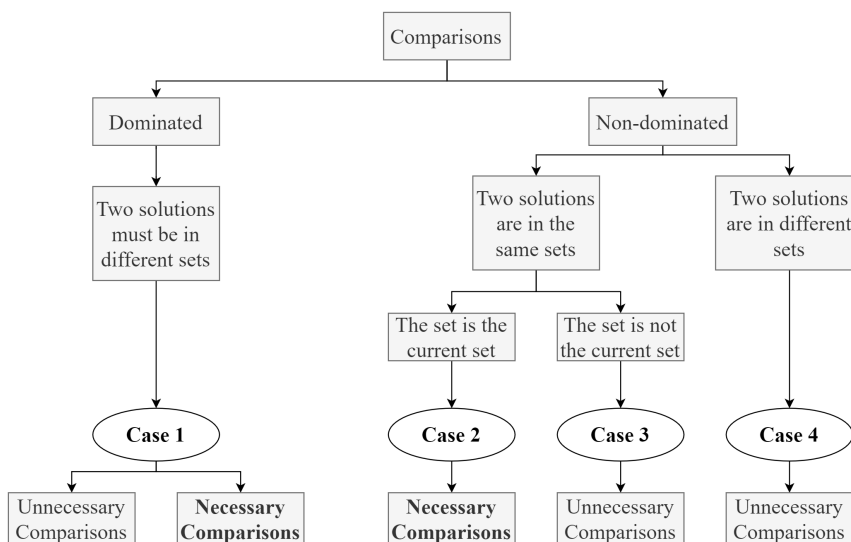 Comparisons
Dominated
Non-dominated
Two solutions
must be in
different sets
Two solutions
are in the
same sets
Two solutions
are in different
sets
The set is the
current set
The set is not
the current set
Case 1
Case 2
Case 3
Case 4
Unnecessary
Comparisons
Necessary
Comparisons
Necessary
Comparisons
Unnecessary
Comparisons
Unnecessary
Comparisons